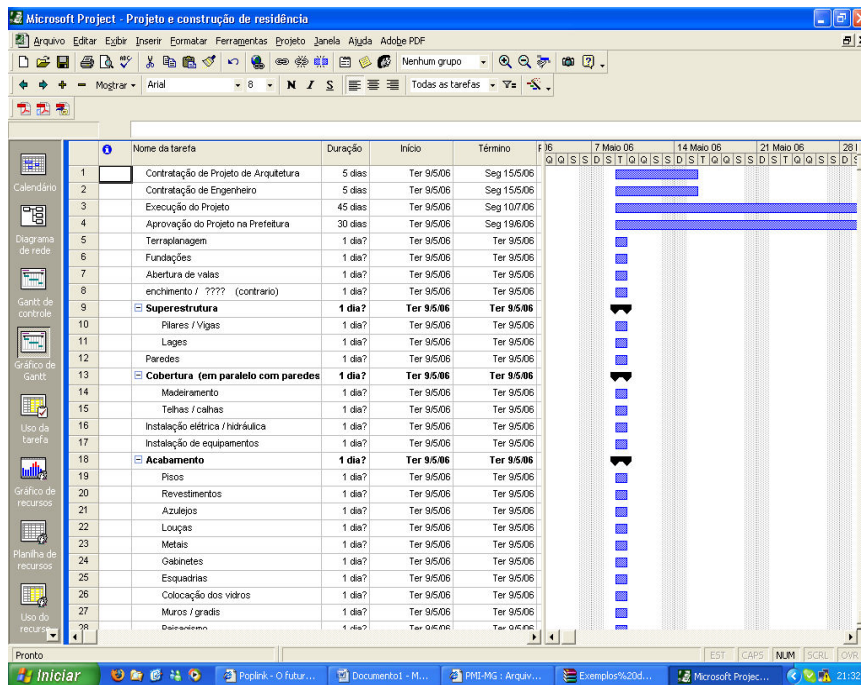 Microsoft Project - Projeto e construção de residência
Arquivo Editar Exibir Inserir Formatar Ferramentas Projeto Janela Ajuda Adobe PDF
Nenhum grupo
Mostrar Arial 8 N I S Todas as tarefas
Nome da tarefa Duração Início Término 7 Maio 06 14 Maio 06 21 Maio 06 28
Q Q S S D S T Q Q S S D S T Q Q S S D S T Q Q S S D S
1 Contratação de Projeto de Arquitetura 5 dias Ter 9/5/06 Seg 15/5/06
2 Contratação de Engenheiro 5 dias Ter 9/5/06 Seg 15/5/06
3 Execução do Projeto 45 dias Ter 9/5/06 Seg 10/7/06
4 Aprovação do Projeto na Prefeitura 30 dias Ter 9/5/06 Seg 19/6/06
5 Terraplanagem 1 dia? Ter 9/5/06 Ter 9/5/06
6 Fundações 1 dia? Ter 9/5/06 Ter 9/5/06
7 Abertura de valas 1 dia? Ter 9/5/06 Ter 9/5/06
8 enchimento / ???? (contrario) 1 dia? Ter 9/5/06 Ter 9/5/06
9 Superestrutura 1 dia? Ter 9/5/06 Ter 9/5/06
10 Pilares / Vigas 1 dia? Ter 9/5/06 Ter 9/5/06
11 Lages 1 dia? Ter 9/5/06 Ter 9/5/06
12 Paredes 1 dia? Ter 9/5/06 Ter 9/5/06
13 Cobertura (em paralelo com paredes 1 dia? Ter 9/5/06 Ter 9/5/06
14 Madeiramento 1 dia? Ter 9/5/06 Ter 9/5/06
15 Telhas / calhas 1 dia? Ter 9/5/06 Ter 9/5/06
16 Instalação elétrica / hidráulica 1 dia? Ter 9/5/06 Ter 9/5/06
17 Instalação de equipamentos 1 dia? Ter 9/5/06 Ter 9/5/06
18 Acabamento 1 dia? Ter 9/5/06 Ter 9/5/06
19 Pisos 1 dia? Ter 9/5/06 Ter 9/5/06
20 Revestimentos 1 dia? Ter 9/5/06 Ter 9/5/06
21 Azulejos 1 dia? Ter 9/5/06 Ter 9/5/06
22 Louças 1 dia? Ter 9/5/06 Ter 9/5/06
23 Metais 1 dia? Ter 9/5/06 Ter 9/5/06
24 Gabinetes 1 dia? Ter 9/5/06 Ter 9/5/06
25 Esquadrias 1 dia? Ter 9/5/06 Ter 9/5/06
26 Colocação dos vidros 1 dia? Ter 9/5/06 Ter 9/5/06
27 Muros / gradis 1 dia? Ter 9/5/06 Ter 9/5/06
28 Paisagismo 1 dia? Ter 9/5/06 Ter 9/5/06
Calendário
Diagrama
de rede
Gantt de
controle
Gráfico de
Gantt
Uso da
tarefa
Gráfico de
recursos
Planilha de
recursos
Uso do
recurso
Pronto EST CAPS NUM SCRL OVR
Iniciar Poplink - O futur... Documento1 - M... PMI-MG : Arquiv... Exemplos%20d... Microsoft Projec... 21:32